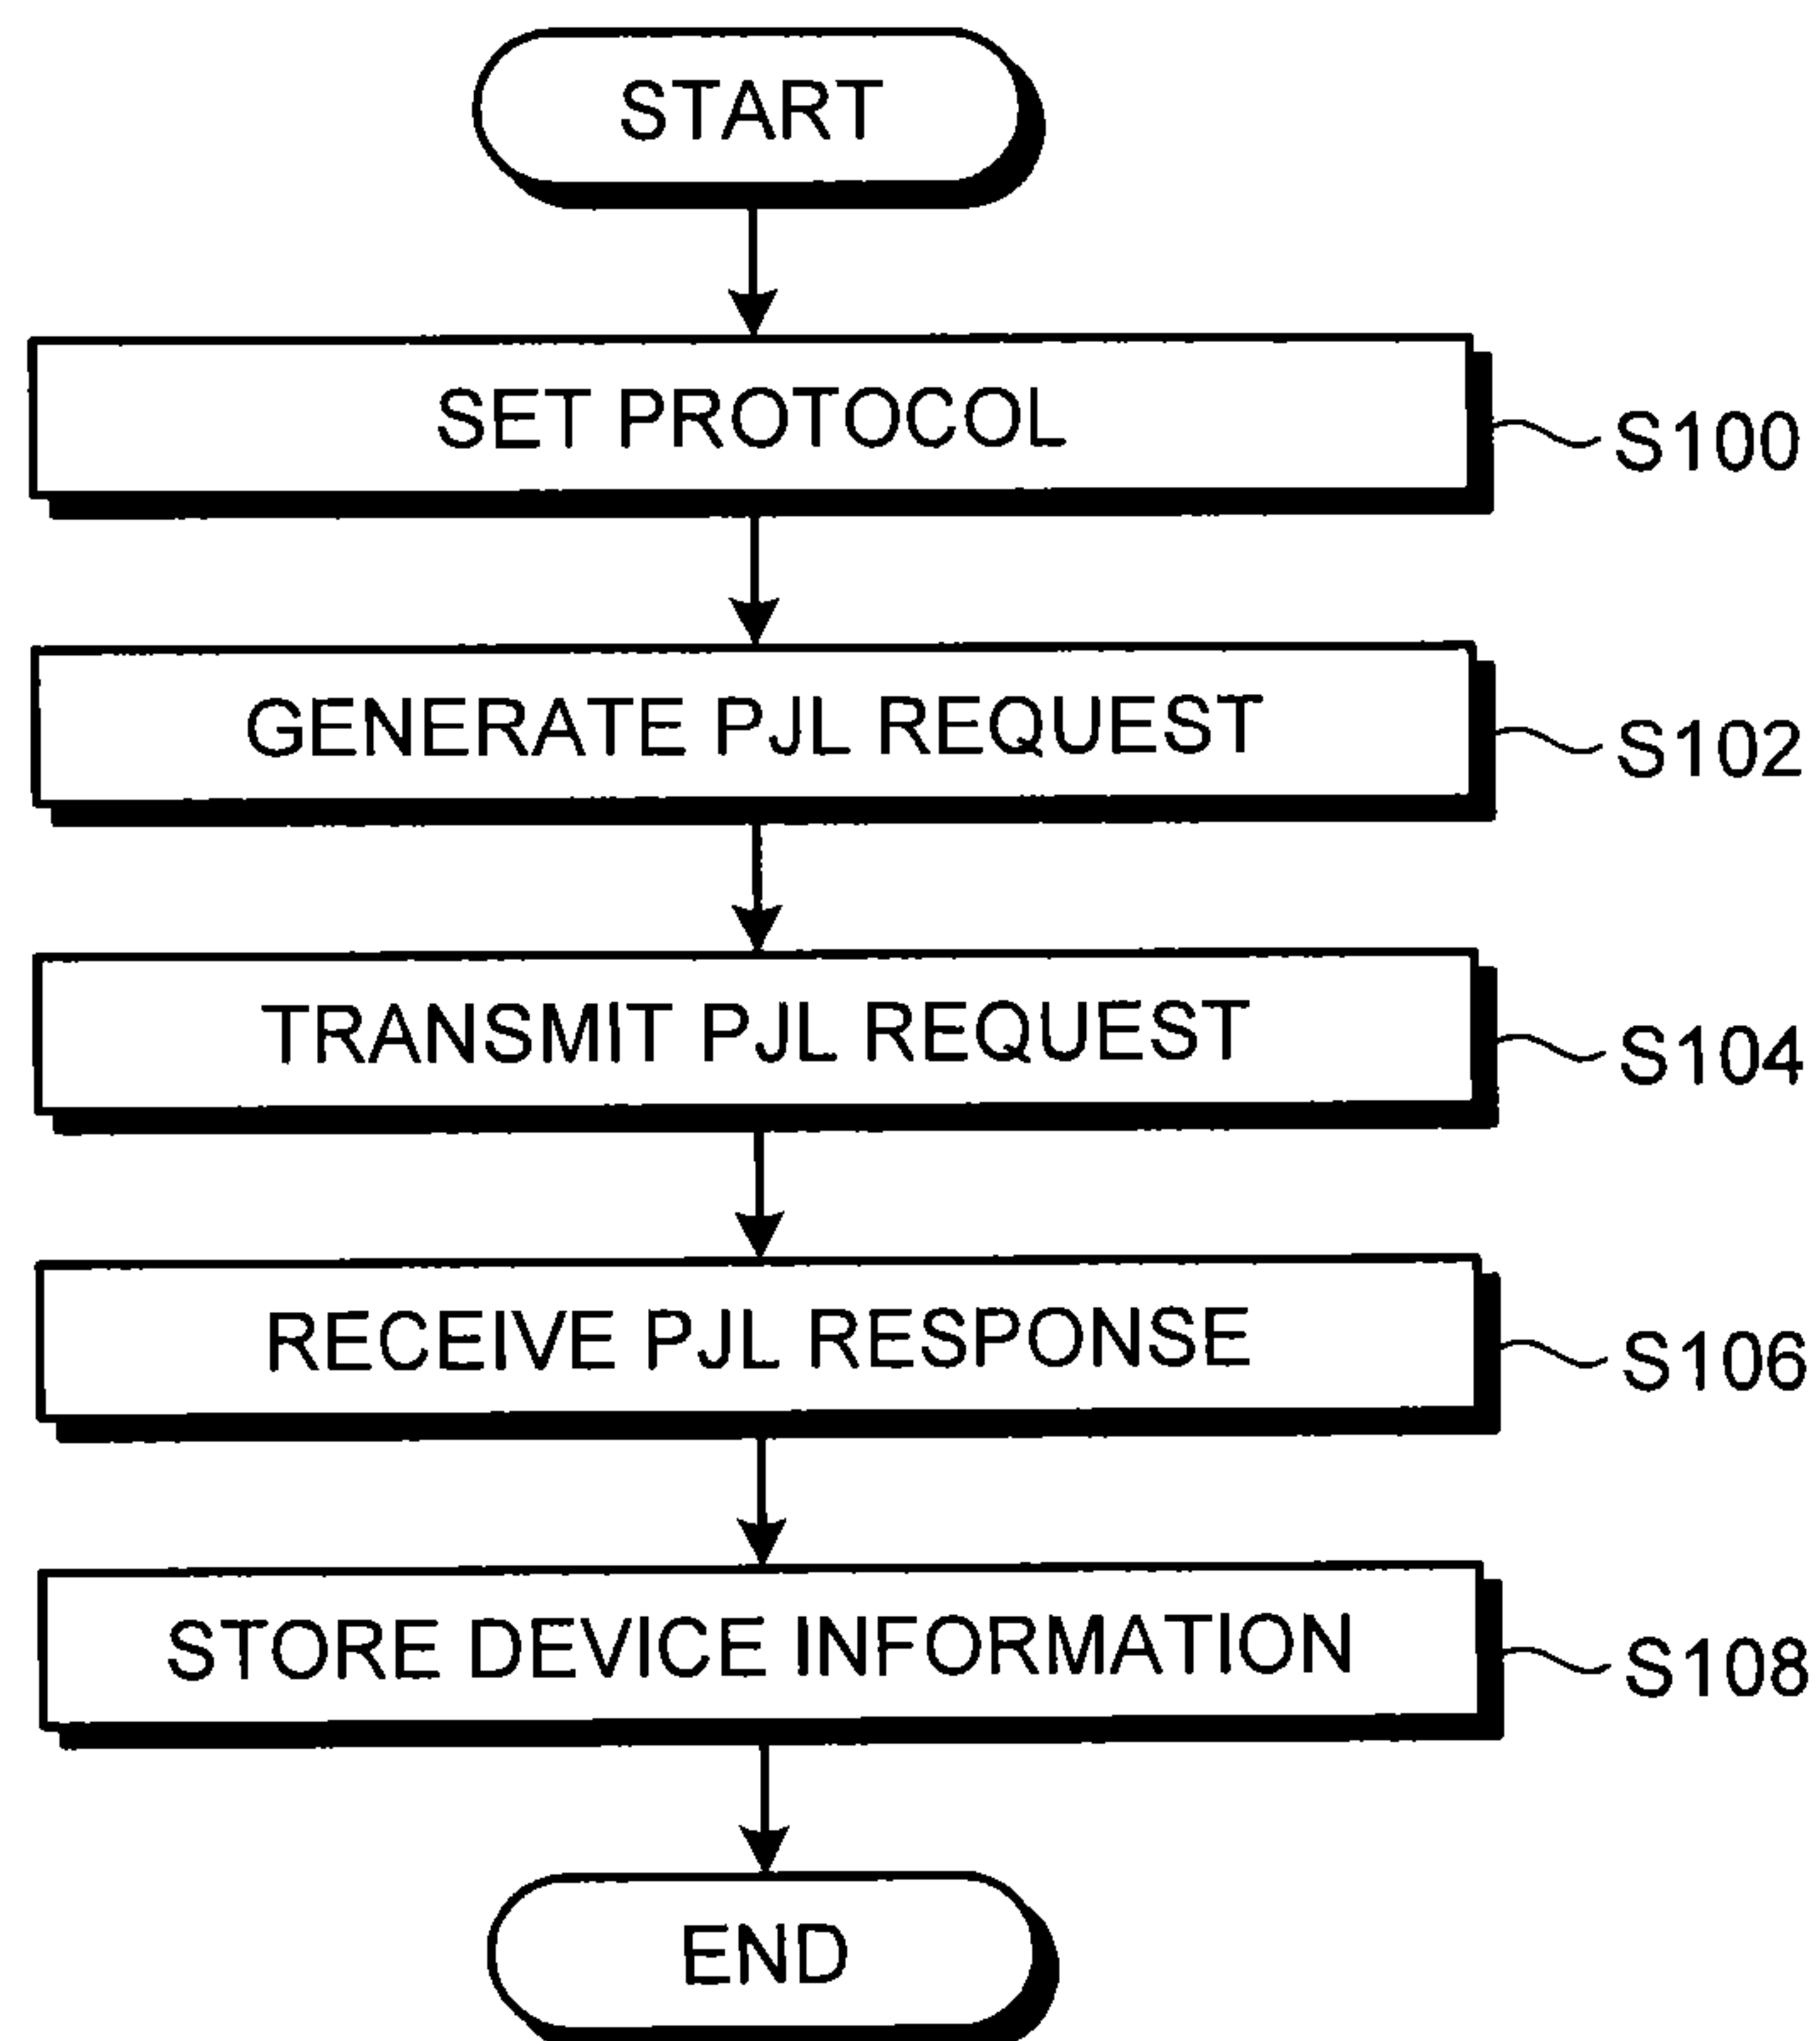 START
SET PROTOCOL
S100
GENERATE PJL REQUEST
S102
TRANSMIT PJL REQUEST
S104
RECEIVE PJL RESPONSE
S106
STORE DEVICE INFORMATION
S108
END